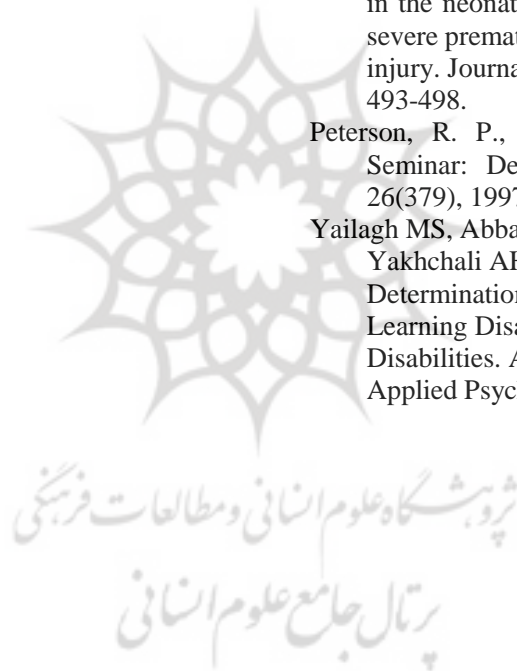 in the neonat
severe premat
injury. Journa
493-498.
Peterson, R. P.,
Seminar: De
26(379), 1997
Yailagh MS, Abba
Yakhchali AH
Determination
Learning Disa
Disabilities. A
Applied Psyc
پژوهشگاه علوم انسانی و مطالعات فرهنگی
پرتال جامع علوم انسانی